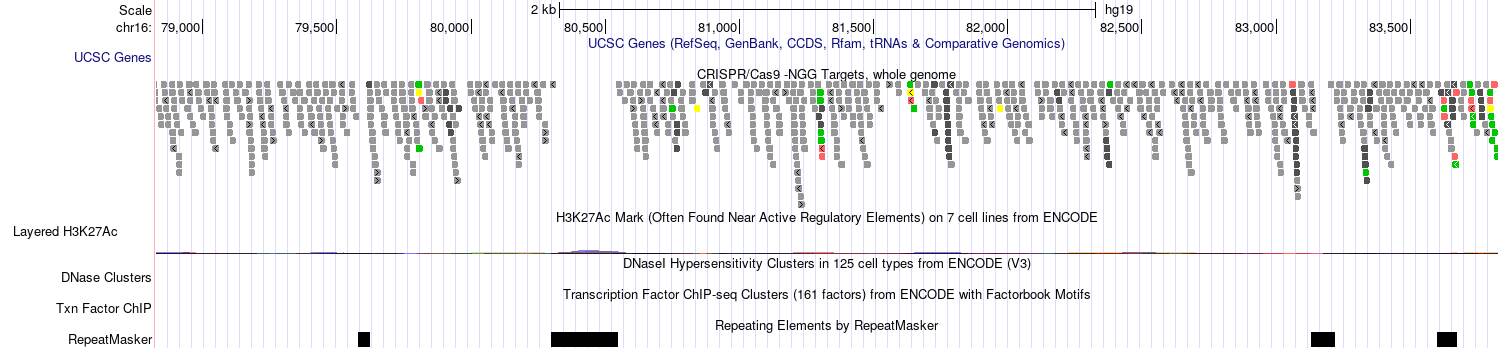 Scale 2 kb hg19
chr16: 79,000 79,500 80,000 80,500 81,000 81,500 82,000 82,500 83,000 83,500
UCSC Genes (RefSeq, GenBank, CCDS, Rfam, tRNAs & Comparative Genomics)
UCSC Genes
CRISPR/Cas9 -NGG Targets, whole genome
H3K27Ac Mark (Often Found Near Active Regulatory Elements) on 7 cell lines from ENCODE
Layered H3K27Ac
DNaseI Hypersensitivity Clusters in 125 cell types from ENCODE (V3)
DNase Clusters
Transcription Factor ChIP-seq Clusters (161 factors) from ENCODE with Factorbook Motifs
Txn Factor ChIP
Repeating Elements by RepeatMasker
RepeatMasker